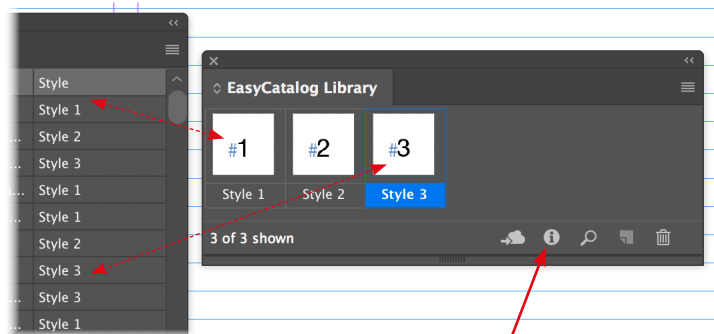 Style
Style 1
... Style 2
... Style 3
... Style 1
Style 1
Style 2
Style 3
... Style 3
... Style 1
EasyCatalog Library
#1 #2 #3
Style 1 Style 2 Style 3
3 of 3 shown